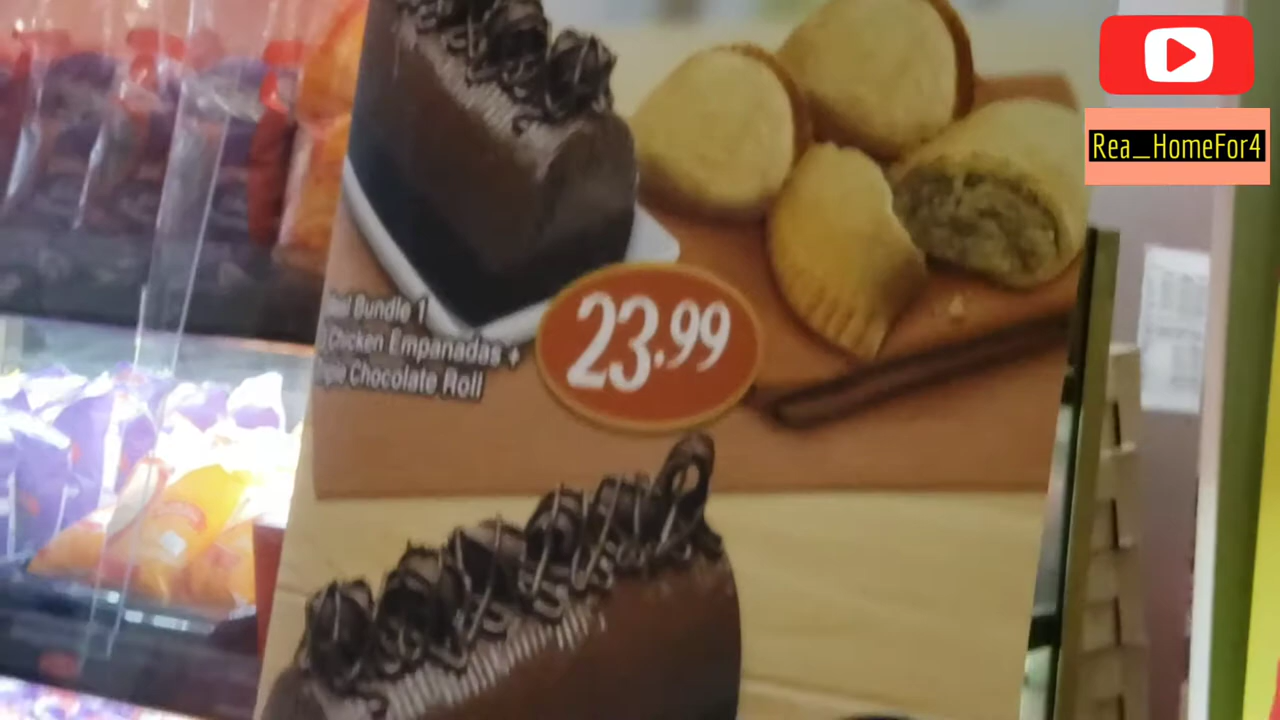 Rea_HomeFor4
Bundle 1
Chicken Empanadas +
Chocolate Roll
23.99